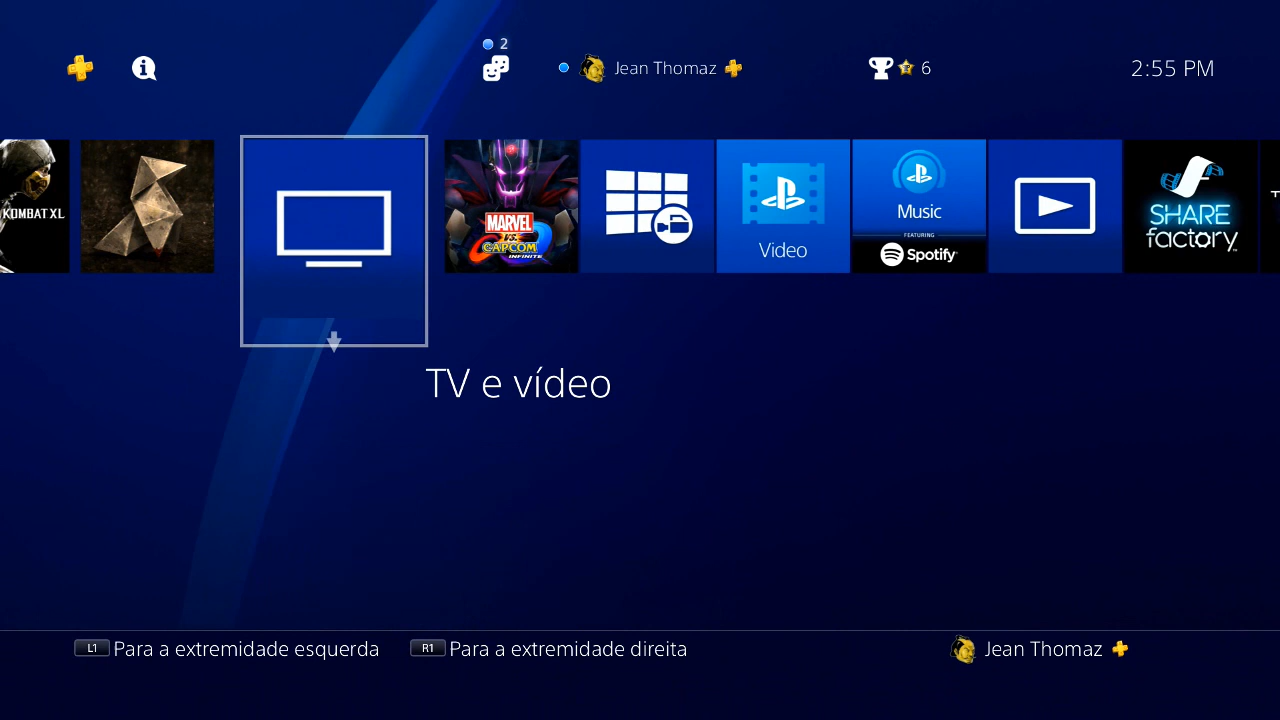 2
Jean Thomaz
6
2:55 PM
KOMBAT XL
MARVEL
VS
CAPCOM
INFINITE
Video
Music
FEATURING
Spotify
SHARE
factory
TV e vídeo
L1 Para a extremidade esquerda
R1 Para a extremidade direita
Jean Thomaz